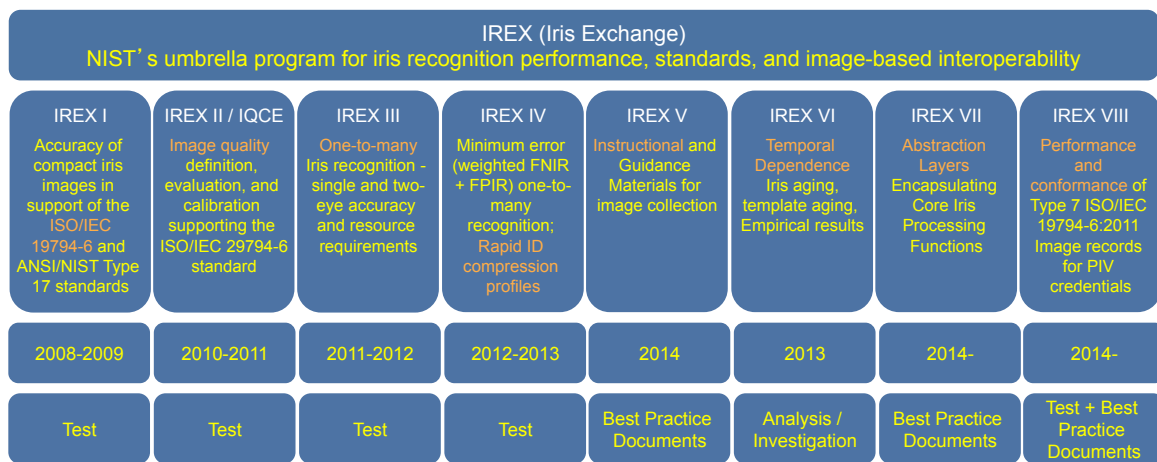 IREX (Iris Exchange)
NIST’s umbrella program for iris recognition performance, standards, and image-based interoperability
IREX I
Accuracy of
compact iris
images in
support of the
ISO/IEC
19794-6 and
ANSI/NIST Type
17 standards
IREX II / IQCE
Image quality
definition,
evaluation, and
calibration
supporting the
ISO/IEC 29794-6
standard
IREX III
One-to-many
Iris recognition -
single and two-
eye accuracy
and resource
requirements
IREX IV
Minimum error
(weighted FNIR
+ FPIR) one-to-
many
recognition;
Rapid ID
compression
profiles
IREX V
Instructional and
Guidance
Materials for
image collection
IREX VI
Temporal
Dependence
Iris aging,
template aging,
Empirical results
IREX VII
Abstraction
Layers
Encapsulating
Core Iris
Processing
Functions
IREX VIII
Performance
and
conformance of
Type 7 ISO/IEC
19794-6:2011
Image records
for PIV
credentials
2008-2009
2010-2011
2011-2012
2012-2013
2014
2013
2014-
2014-
Test
Test
Test
Test
Best Practice
Documents
Analysis /
Investigation
Best Practice
Documents
Test + Best
Practice
Documents